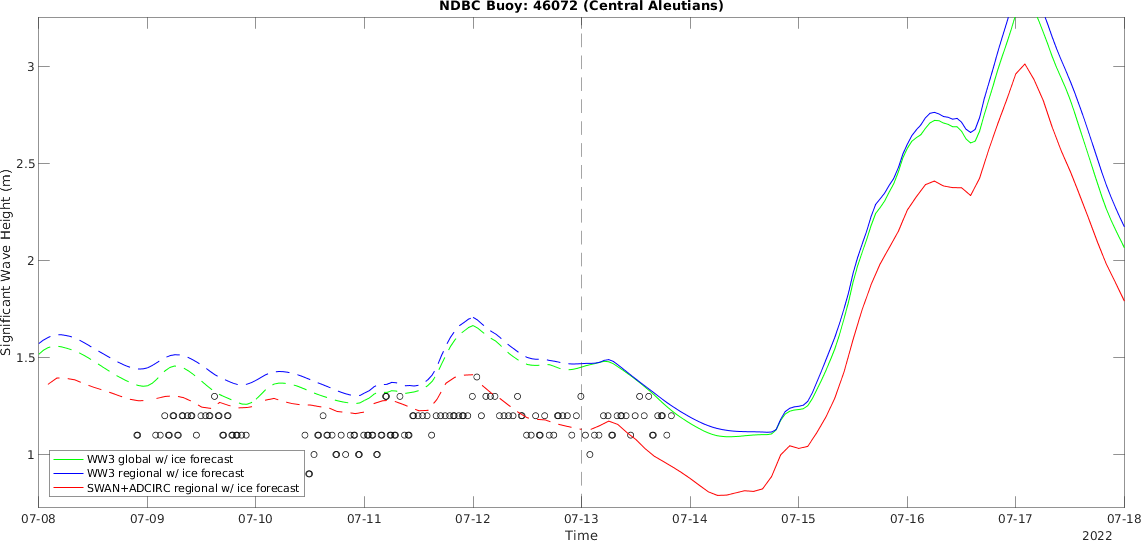 NDBC Buoy: 46072 (Central Aleutians)
3
2.5
2
1.5
1
Significant Wave Height (m)
WW3 global w/ ice forecast
WW3 regional w/ ice forecast
SWAN+ADCIRC regional w/ ice forecast
07-08 07-09 07-10 07-11 07-12 07-13 07-14 07-15 07-16 07-17 07-18
Time
2022